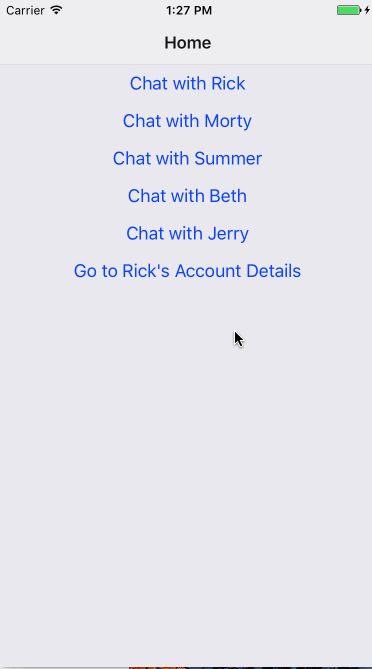 Carrier 1:27 PM
Home
Chat with Rick
Chat with Morty
Chat with Summer
Chat with Beth
Chat with Jerry
Go to Rick's Account Details